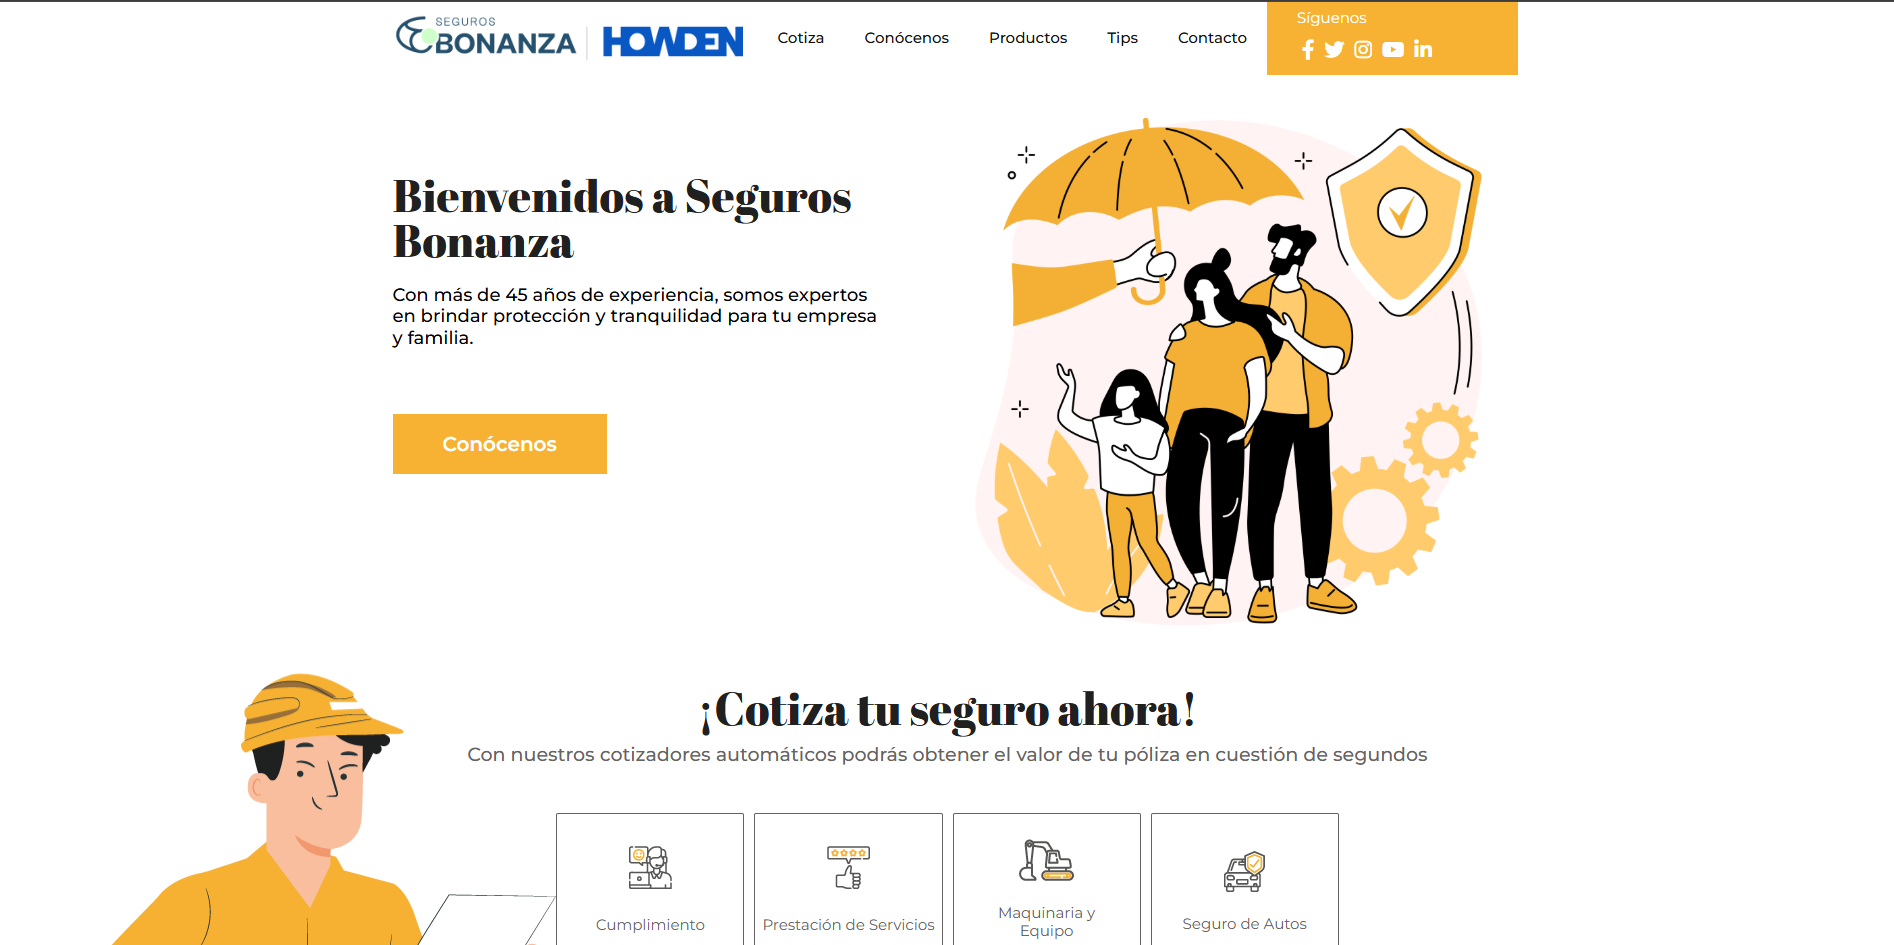 SEGUROS
BONANZA
HOWDEN
Cotiza
Conócenos
Productos
Tips
Contacto
Síguenos
Bienvenidos a Seguros
Bonanza
Con más de 45 años de experiencia, somos expertos
en brindar protección y tranquilidad para tu empresa
y familia.
Conócenos
¡Cotiza tu seguro ahora!
Con nuestros cotizadores automáticos podrás obtener el valor de tu póliza en cuestión de segundos
Cumplimiento
Prestación de Servicios
Maquinaria y
Equipo
Seguro de Autos